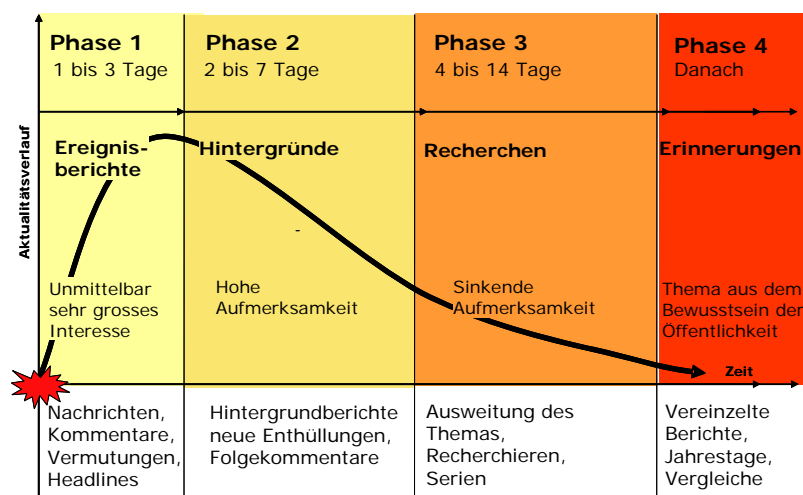 Phase 1
1 bis 3 Tage
Phase 2
2 bis 7 Tage
Phase 3
4 bis 14 Tage
Phase 4
Danach
Aktualitätsverlauf
Ereignis-
berichte
Hintergründe
Recherchen
Erinnerungen
-
Unmittelbar
sehr grosses
Interesse
Hohe
Aufmerksamkeit
Sinkende
Aufmerksamkeit
Thema aus dem
Bewusstsein der
Öffentlichkeit
Zeit
Nachrichten,
Kommentare,
Vermutungen,
Headlines
Hintergrundberichte
neue Enthüllungen,
Folgekommentare
Ausweitung des
Themas,
Recherchieren,
Serien
Vereinzelte
Berichte,
Jahrestage,
Vergleiche